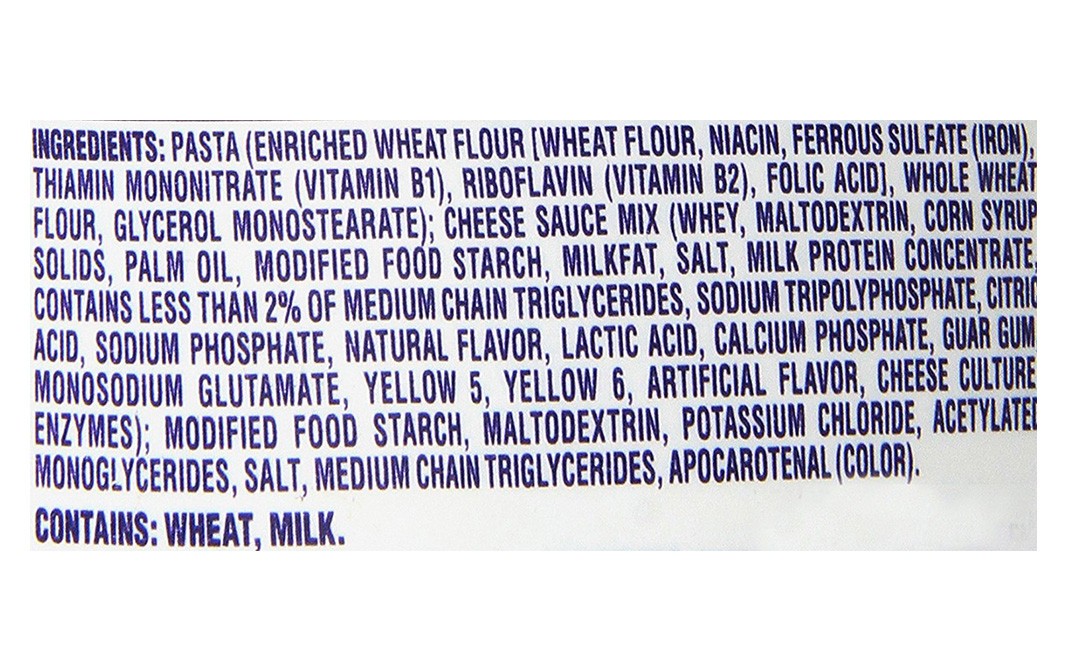 INGREDIENTS: PASTA (ENRICHED WHEAT FLOUR [WHEAT FLOUR, NIACIN, FERROUS SULFATE (IRON),
THIAMIN MONONITRATE (VITAMIN B1), RIBOFLAVIN (VITAMIN B2), FOLIC ACID], WHOLE WHEAT
FLOUR, GLYCEROL MONOSTEARATE); CHEESE SAUCE MIX (WHEY, MALTODEXTRIN, CORN SYRUP
SOLIDS, PALM OIL, MODIFIED FOOD STARCH, MILKFAT, SALT, MILK PROTEIN CONCENTRATE,
CONTAINS LESS THAN 2% OF MEDIUM CHAIN TRIGLYCERIDES, SODIUM TRIPOLYPHOSPHATE, CITRIC
ACID, SODIUM PHOSPHATE, NATURAL FLAVOR, LACTIC ACID, CALCIUM PHOSPHATE, GUAR GUM
MONOSODIUM GLUTAMATE, YELLOW 5, YELLOW 6, ARTIFICIAL FLAVOR, CHEESE CULTURE
ENZYMES); MODIFIED FOOD STARCH, MALTODEXTRIN, POTASSIUM CHLORIDE, ACETYLATED
MONOGLYCERIDES, SALT, MEDIUM CHAIN TRIGLYCERIDES, APOCAROTENAL (COLOR).
CONTAINS: WHEAT, MILK.